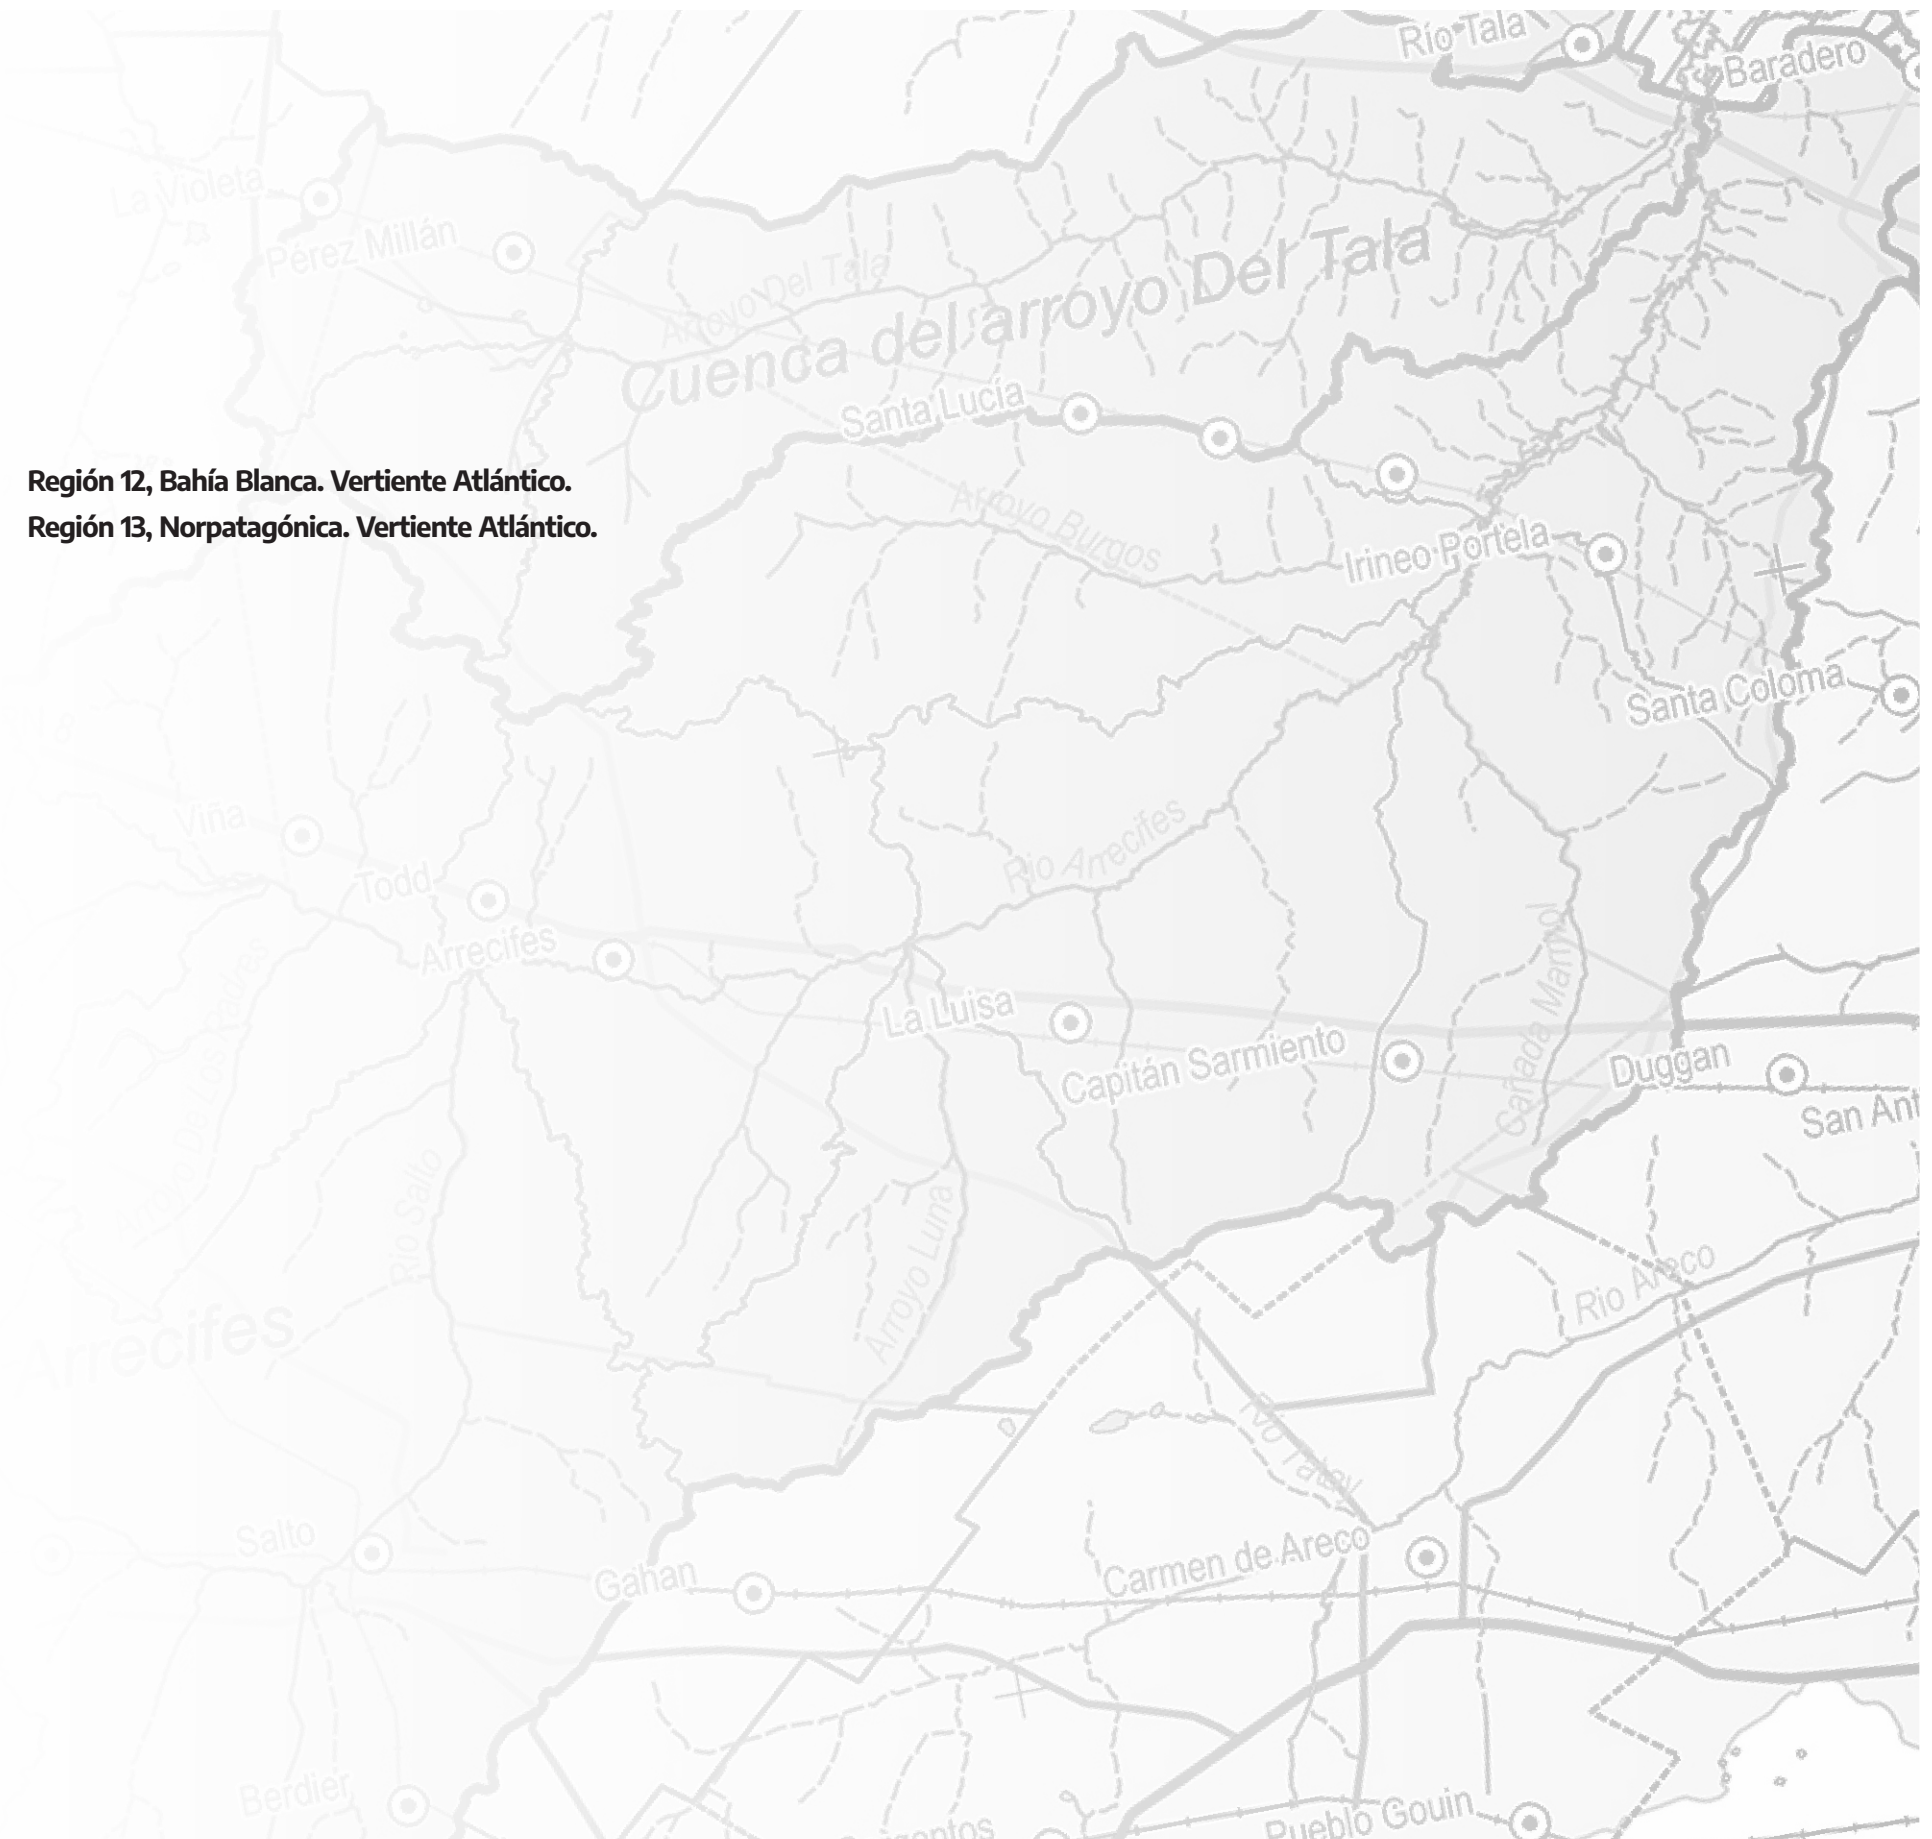 Río Tala
Baradero
La Violeta
Pérez Millán
Arroyo Del Tala
Cuenca del arroyo Del Tala
Santa Lucía
Región 12, Bahía Blanca. Vertiente Atlántico.
Región 13, Norpatagónica. Vertiente Atlántico.
Arroyo Burgos
Irineo Portela
Santa Coloma
Viña
Río Arrecifes
Todd
Arrecifes
Cañada Manyol
La Luisa
Capitán Sarmiento
Duggan
San Ant
Arroyo De Los Padres
Río Salto
Arroyo Luna
Rio Areco
Arrecifes
Rio Tatay
Salto
Gahan
Carmen de Areco
Berdier
Pueblo Gouin